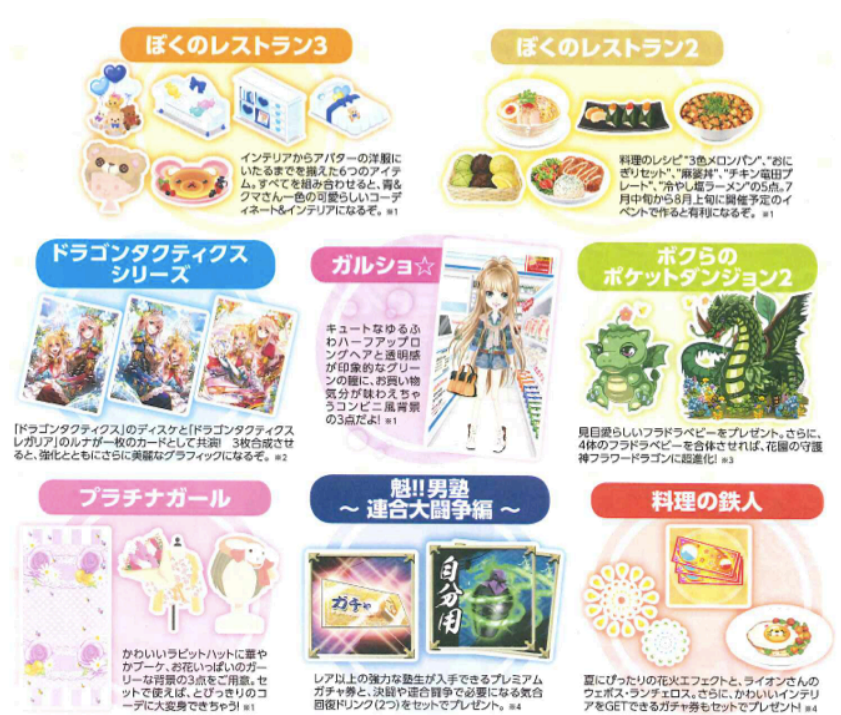 ぼくのレストラン3
インテリアからアバターの洋服に
いたるまでを揃えた6つのアイテ
ム。すべてを組み合わせると、青&
クマさん一色の可愛らしいコーデ
ィネート&インテリアになるぞ。※1
ぼくのレストラン2
料理のレシピ"3色メロンパン"、"おに
ぎりセット"、"麻婆丼"、"チキン竜田プ
レート"、"冷やし塩ラーメン"の5点。7
月中旬から8月上旬に開催予定のイ
ベントで作ると有利になるぞ。※1
ドラゴンタクティクス
シリーズ
「ドラゴンタクティクス」のディスケと「ドラゴンタクティクス
レガリア」のルナが一枚のカードとして共演! 3枚合成させ
ると、強化とともにさらに美麗なグラフィックになるぞ。※2
ガルショ☆
キュートなゆるふ
わハーフアップロ
ングヘアと透明感
が印象的なグリー
ンの瞳に、お買い物
気分が味わえちゃ
うコンビニ風背景
の3点だよ! ※1
ボクらの
ポケットダンジョン2
見目愛らしいフラドラベビーをプレゼント。さらに、
4体のフラドラベビーを合体させれば、花園の守護
神フラワードラゴンに超進化! ※3
プラチナガール
かわいいラビットハットに華や
かブーケ、お花いっぱいのガー
リーな背景の3点をご用意。セ
ットで使えば、とびっきりのコー
デに大変身できちゃう! ※1
魁!!男塾
~ 連合大闘争編 ~
ガチャ
自分用
レア以上の強力な塾生が入手できるプレミアム
ガチャ券と、決闘や連合闘争で必要になる気合
回復ドリンク(2つ)をセットでプレゼント。※4
料理の鉄人
夏にぴったりの花火エフェクトと、ライオンさんの
ウェボス・ランチェロス。さらに、かわいいインテリ
アをGETできるガチャ券もセットでプレゼント! ※4